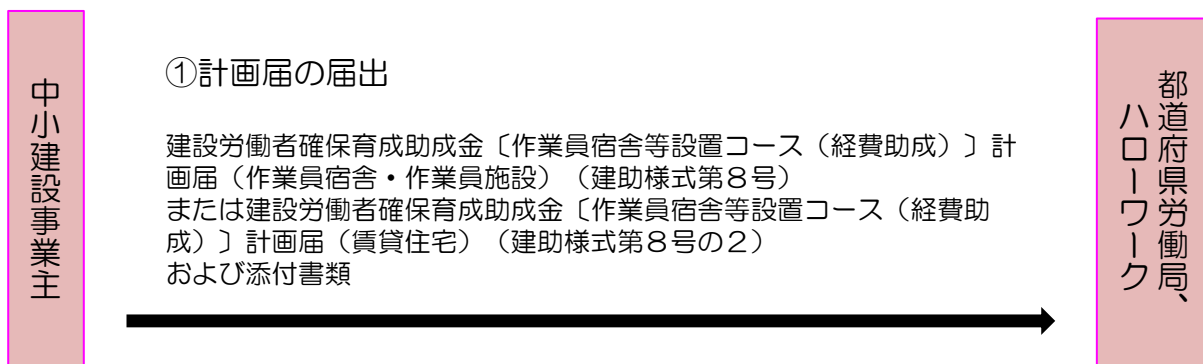 中小建設事業主
①計画届の届出
建設労働者確保育成助成金〔作業員宿舎等設置コース（経費助成）〕計
画届（作業員宿舎・作業員施設）（建助様式第８号）
または建設労働者確保育成助成金〔作業員宿舎等設置コース（経費助
成）〕計画届（賃貸住宅）（建助様式第８号の２）
および添付書類
都道府県労働局、
ハローワーク